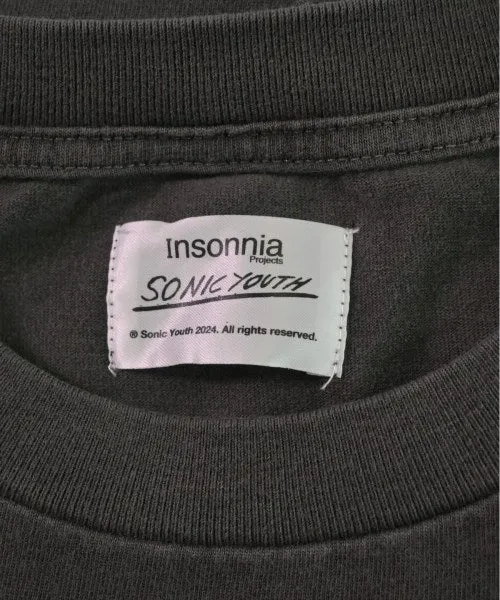 Insonnia
Projects
SONIC YOUTH
® Sonic Youth 2024. All rights reserved.